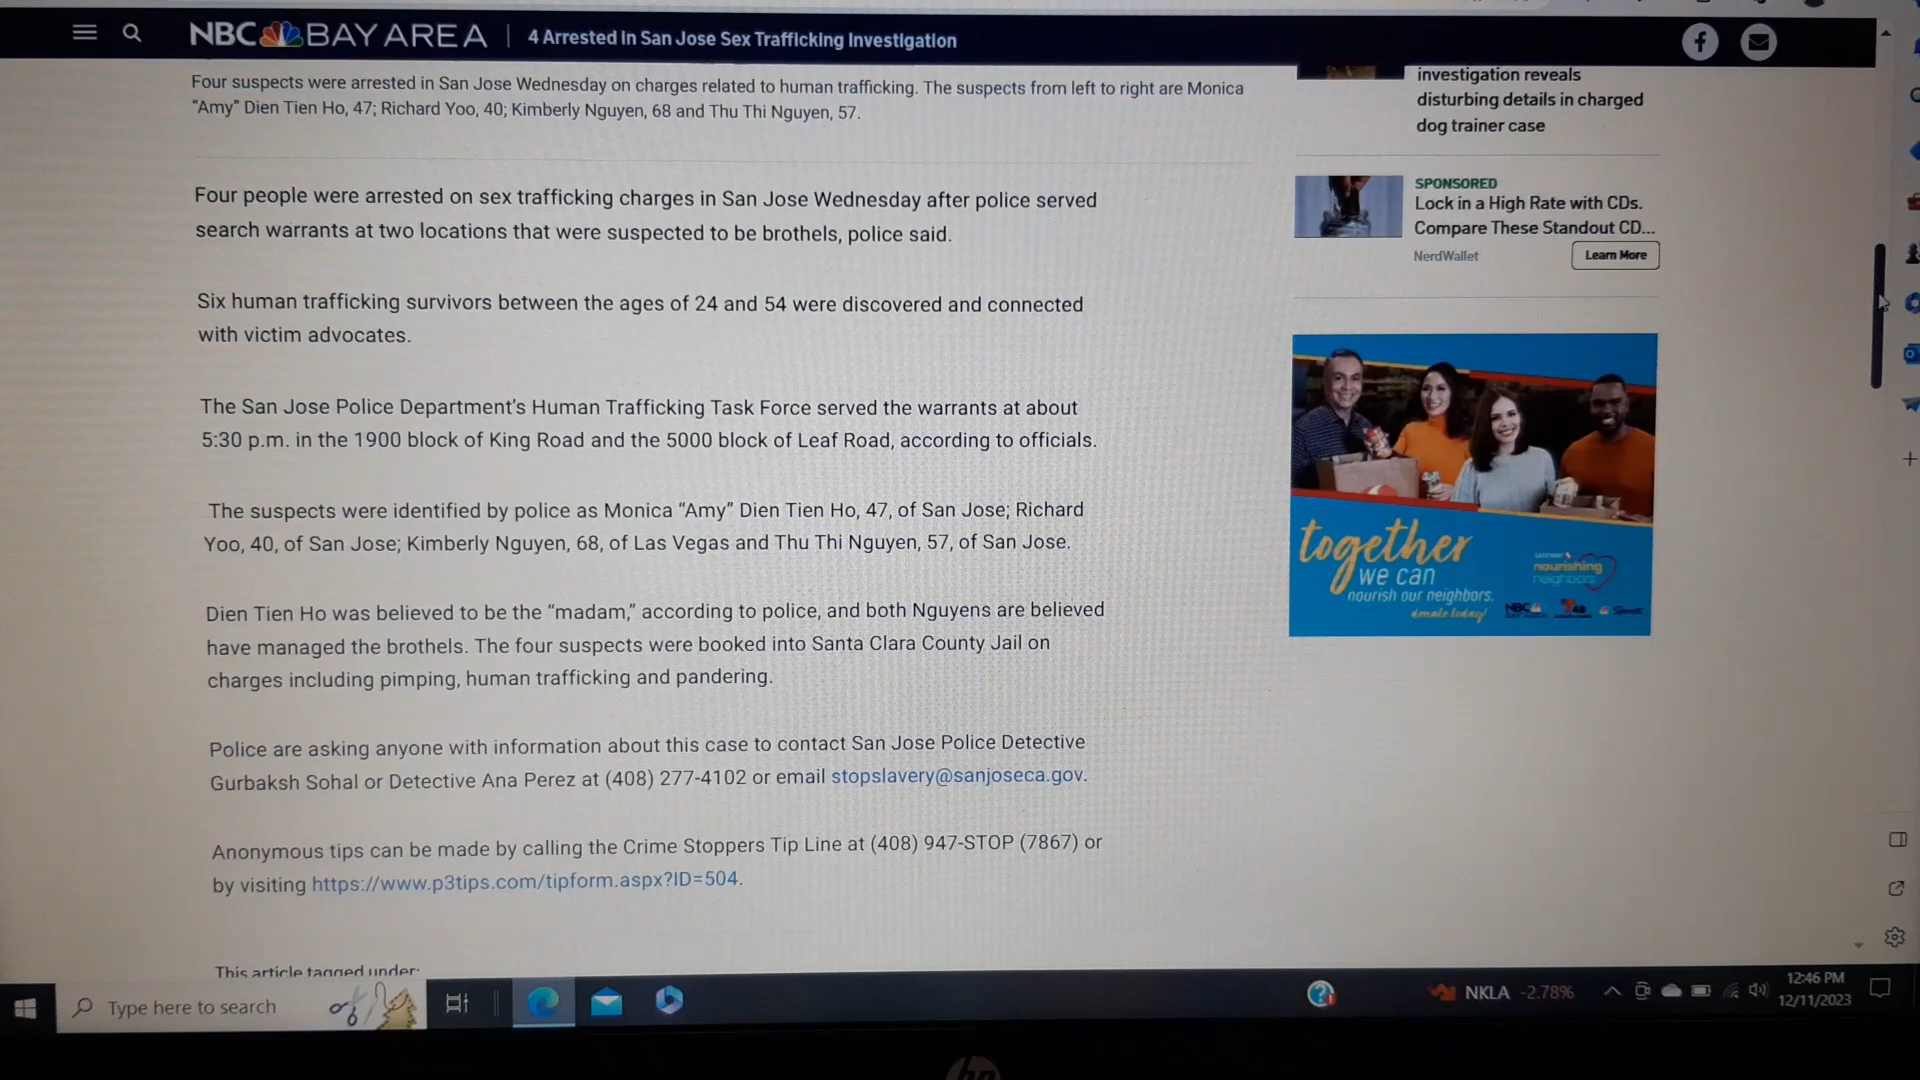 NBC BAY AREA | 4 Arrested in San Jose Sex Trafficking Investigation
Four suspects were arrested in San Jose Wednesday on charges related to human trafficking. The suspects from left to right are Monica
“Amy” Dien Tien Ho, 47; Richard Yoo, 40; Kimberly Nguyen, 68 and Thu Thi Nguyen, 57.
Four people were arrested on sex trafficking charges in San Jose Wednesday after police served
search warrants at two locations that were suspected to be brothels, police said.
Six human trafficking survivors between the ages of 24 and 54 were discovered and connected
with victim advocates.
The San Jose Police Department's Human Trafficking Task Force served the warrants at about
5:30 p.m. in the 1900 block of King Road and the 5000 block of Leaf Road, according to officials.
The suspects were identified by police as Monica “Amy” Dien Tien Ho, 47, of San Jose; Richard
Yoo, 40, of San Jose; Kimberly Nguyen, 68, of Las Vegas and Thu Thi Nguyen, 57, of San Jose.
Dien Tien Ho was believed to be the “madam,” according to police, and both Nguyens are believed
have managed the brothels. The four suspects were booked into Santa Clara County Jail on
charges including pimping, human trafficking and pandering.
Police are asking anyone with information about this case to contact San Jose Police Detective
Gurbaksh Sohal or Detective Ana Perez at (408) 277-4102 or email stopslavery@sanjoseca.gov.
Anonymous tips can be made by calling the Crime Stoppers Tip Line at (408) 947-STOP (7867) or
by visiting https://www.p3tips.com/tipform.aspx?ID=504.
This article tagged under:
investigation reveals
disturbing details in charged
dog trainer case
SPONSORED
Lock in a High Rate with CDs.
Compare These Standout CD...
NerdWallet
Learn More
together
we can
nourish our neighbors.
donate today!
nourishing
neighbors
NBC
48
Type here to search
NKLA -2.78%
12:46 PM
12/11/2023
hp